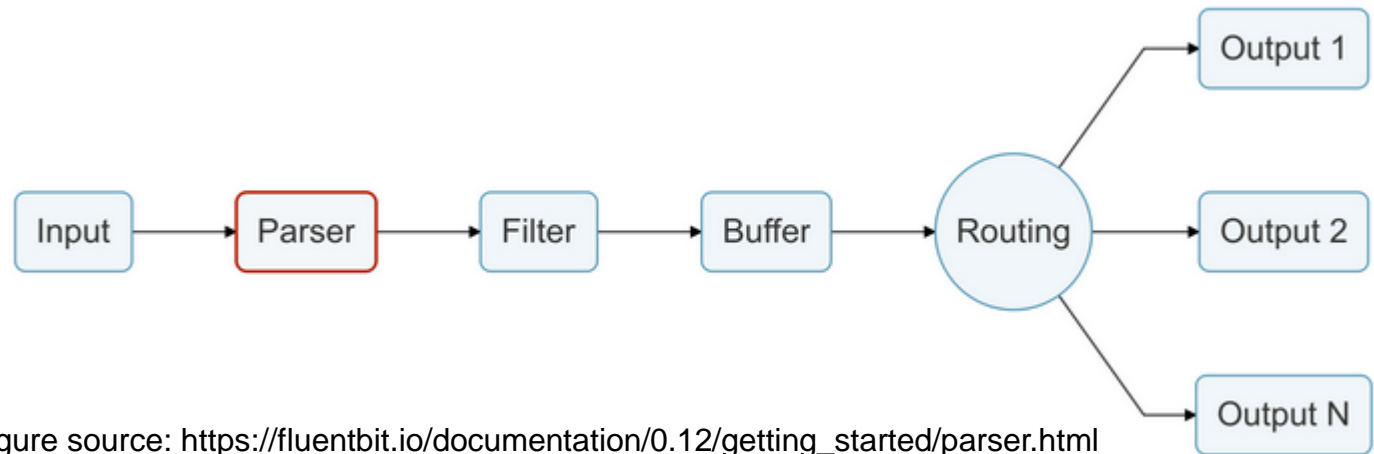 Output 1
Input Parser Filter Buffer Routing Output 2
Output N
gure source: https://fluentbit.io/documentation/0.12/getting_started/parser.html